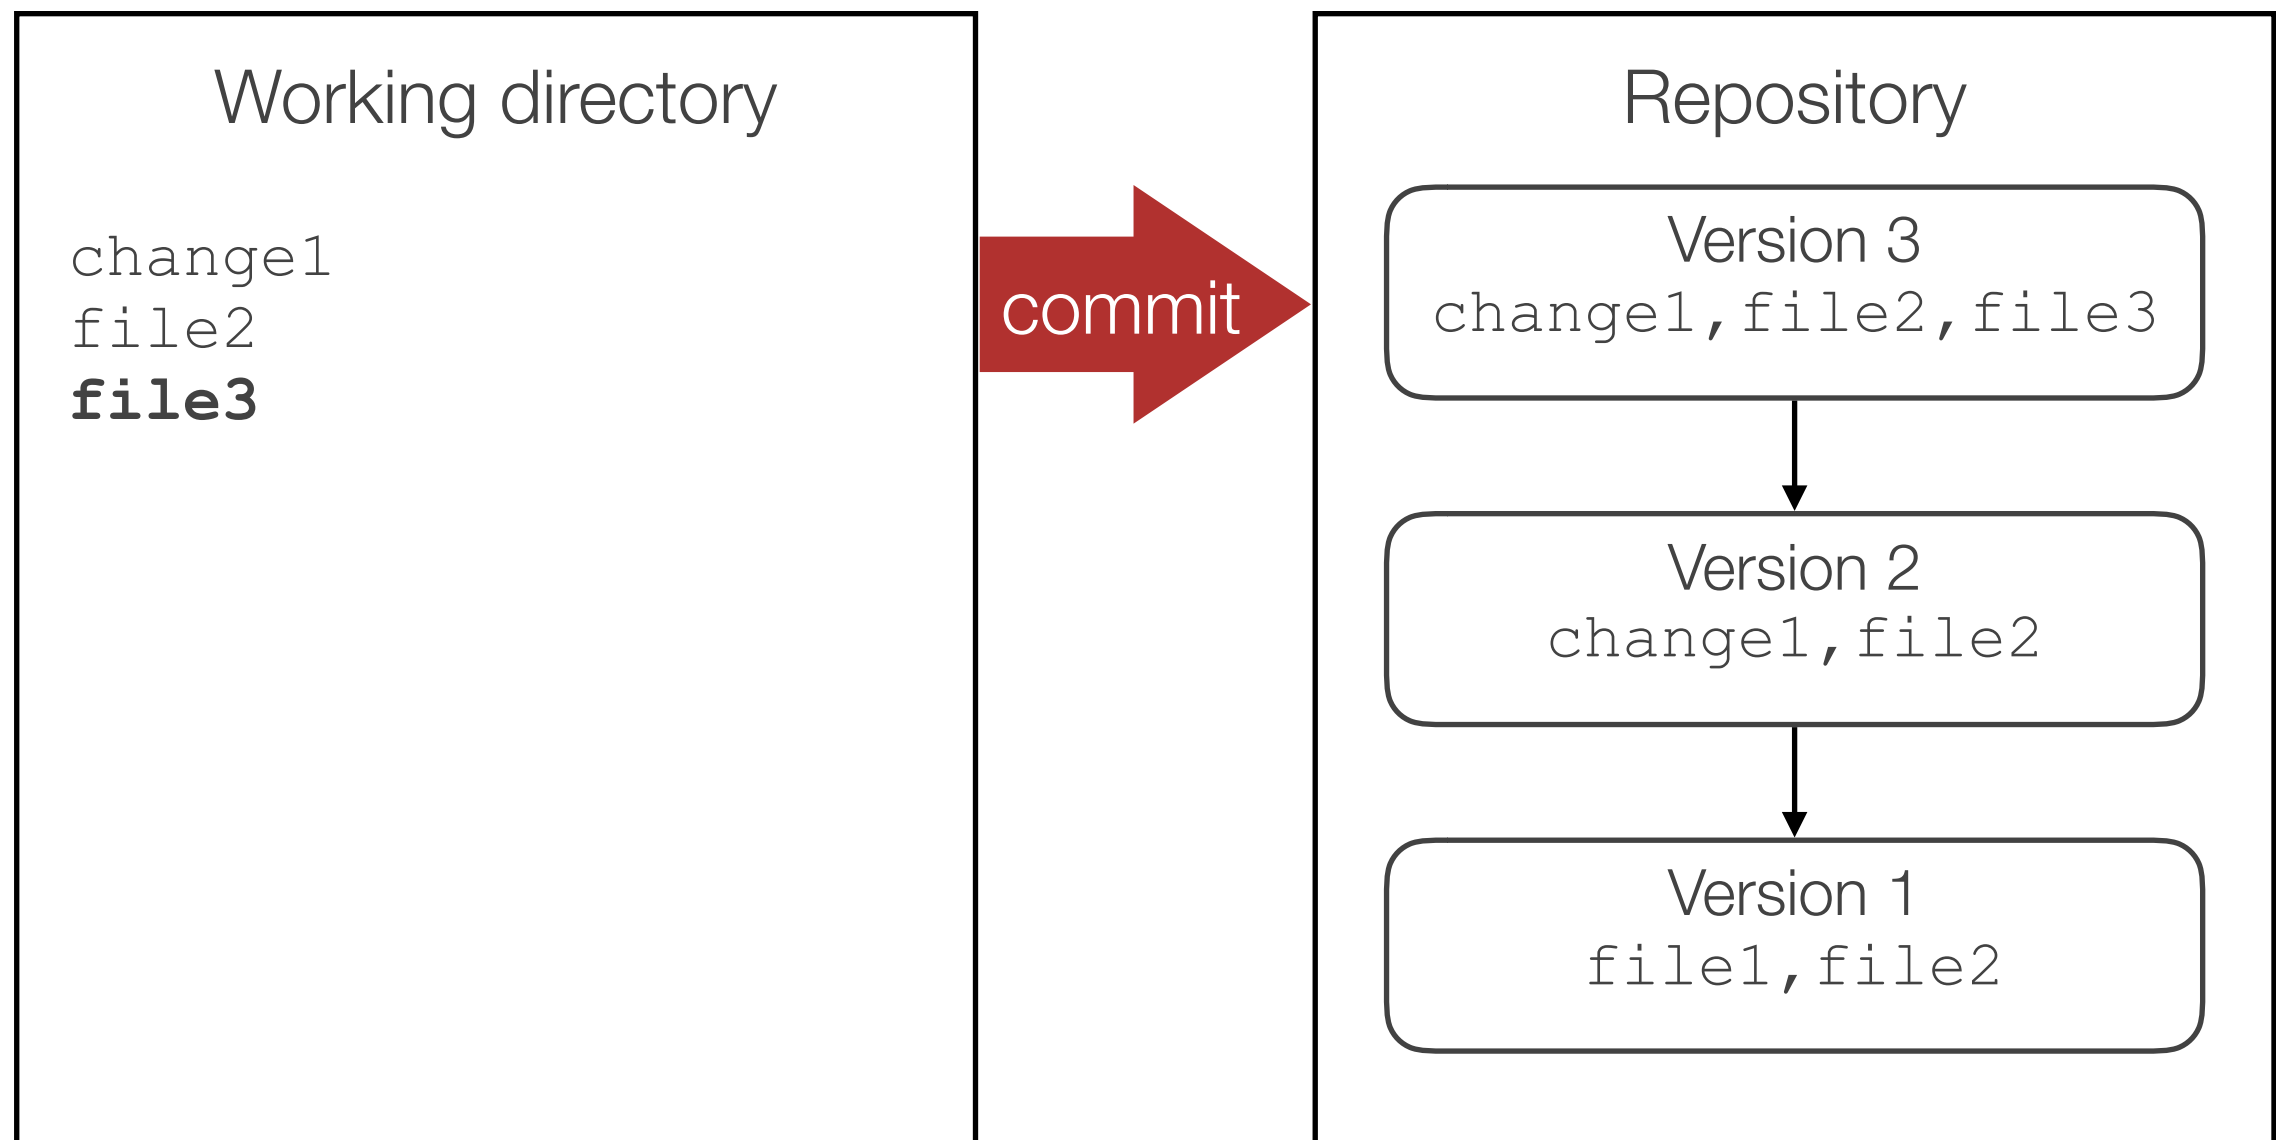 Working directory
change1
file2
file3
commit
Repository
Version 3
change1,file2,file3
Version 2
change1,file2
Version 1
file1,file2